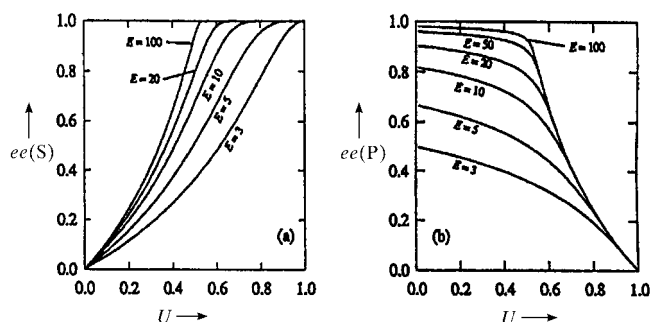 1.0
0.8
0.6
0.4
0.2
0.0
ee(S)
E = 100
E = 20
E = 10
E = 5
E = 3
(a)
0.0 0.2 0.4 0.6 0.8 1.0
U
1.0
0.8
0.6
0.4
0.2
0.0
ee(P)
E = 100
E = 50
E = 20
E = 10
E = 5
E = 3
(b)
0.0 0.2 0.4 0.6 0.8 1.0
U